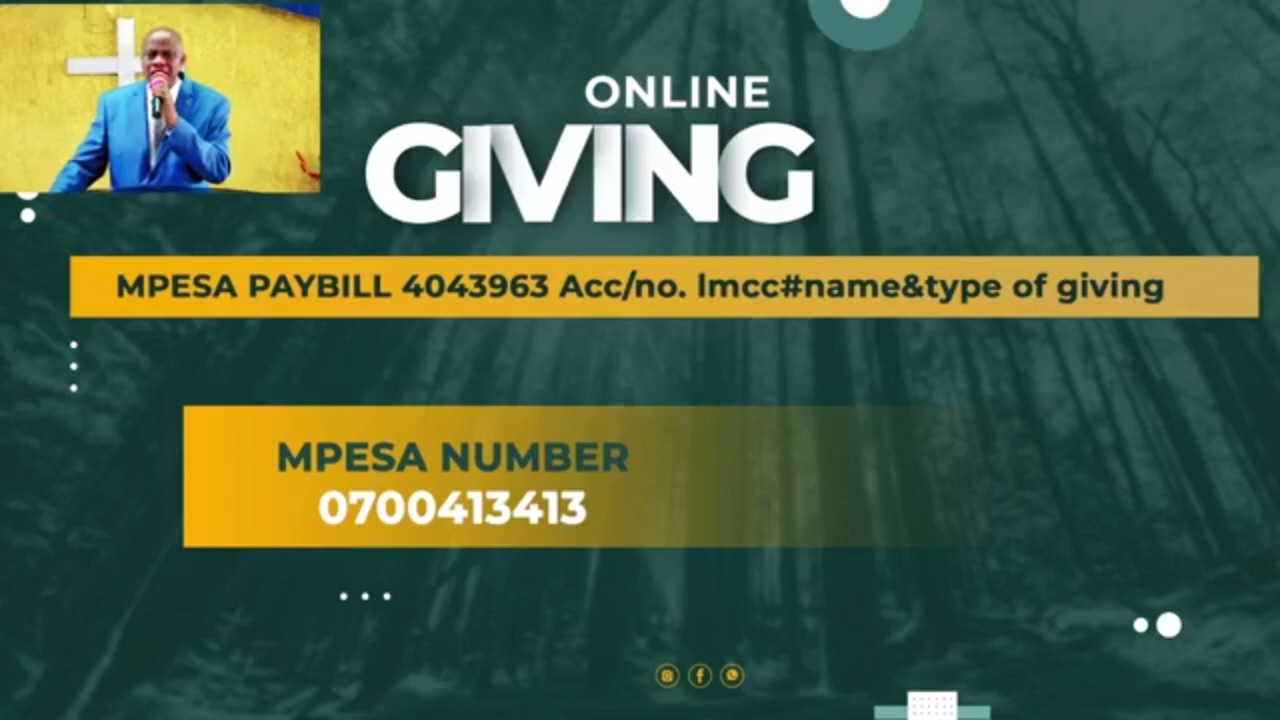 ONLINE
GIVING
MPESA PAYBILL 4043963 Acc/no. lmcc#name&type of giving
MPESA NUMBER
0700413413